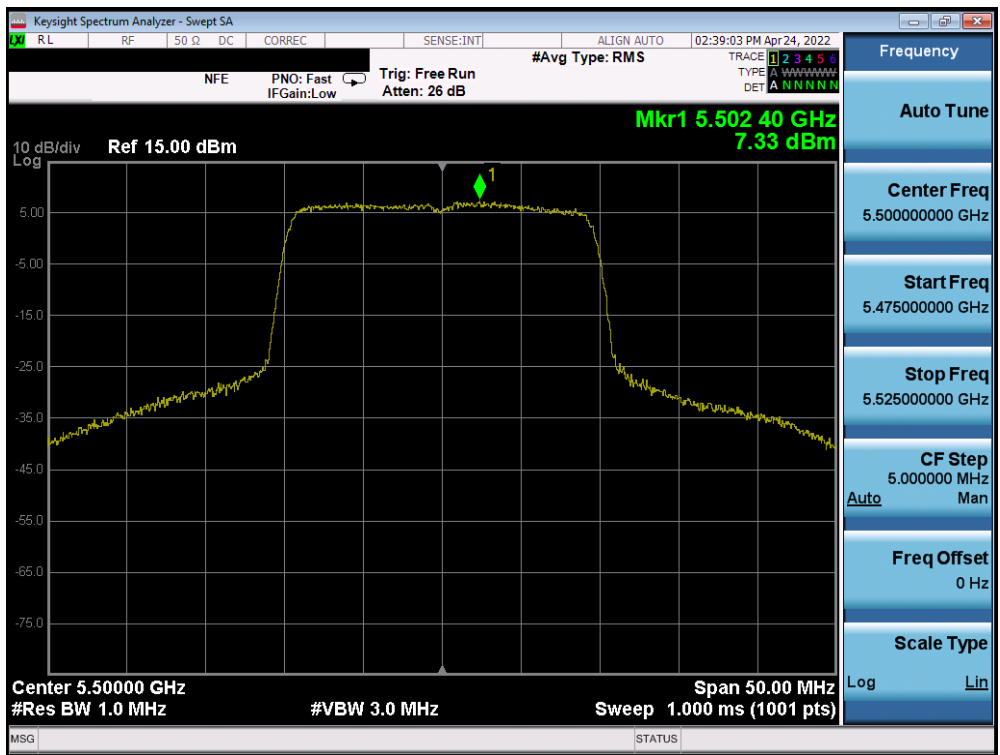 Keysight Spectrum Analyzer - Swept SA
LXI RL RF 50 Ω DC CORREC SENSE:INT ALIGN AUTO 02:39:03 PM Apr 24, 2022
NFE PNO: Fast Trig: Free Run #Avg Type: RMS TRACE 1 2 3 4 5 6
IFGain:Low Atten: 26 dB TYPE A WWWWW
DET A N N N N N
Mkr1 5.502 40 GHz
7.33 dBm
10 dB/div Ref 15.00 dBm
Log
1
5.00
-5.00
-15.0
-25.0
-35.0
-45.0
-55.0
-65.0
-75.0
Center 5.50000 GHz Span 50.00 MHz
#Res BW 1.0 MHz #VBW 3.0 MHz Sweep 1.000 ms (1001 pts)
MSG STATUS
Frequency
Auto Tune
Center Freq
5.500000000 GHz
Start Freq
5.475000000 GHz
Stop Freq
5.525000000 GHz
CF Step
5.000000 MHz
Auto Man
Freq Offset
0 Hz
Scale Type
Log Lin